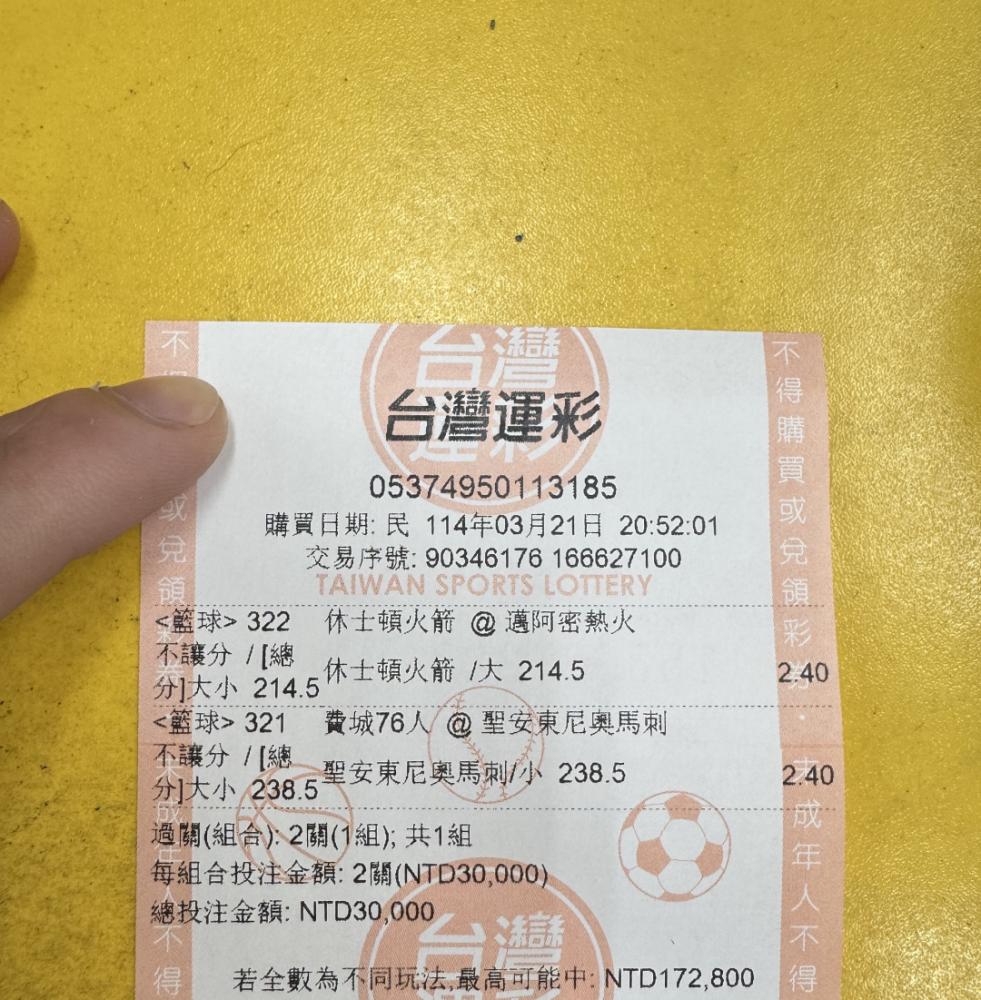 台灣
運彩
台灣運彩
05374950113185
購買日期: 民 114年03月21日 20:52:01
交易序號: 90346176 166627100
TAIWAN SPORTS LOTTERY
<籃球> 322 休士頓火箭 @ 邁阿密熱火
不讓分 / [總
分]大小 214.5 休士頓火箭 /大 214.5 2.40
<籃球> 321 費城76人 @ 聖安東尼奧馬刺
不讓分 / [總
分]大小 238.5 聖安東尼奧馬刺/小 238.5 2.40
過關(組合): 2關(1組); 共1組
每組合投注金額: 2關(NTD30,000)
總投注金額: NTD30,000
台灣
若全數為不同玩法,最高可能中: NTD172,800
不得購買或兌領彩券・未成年人不得